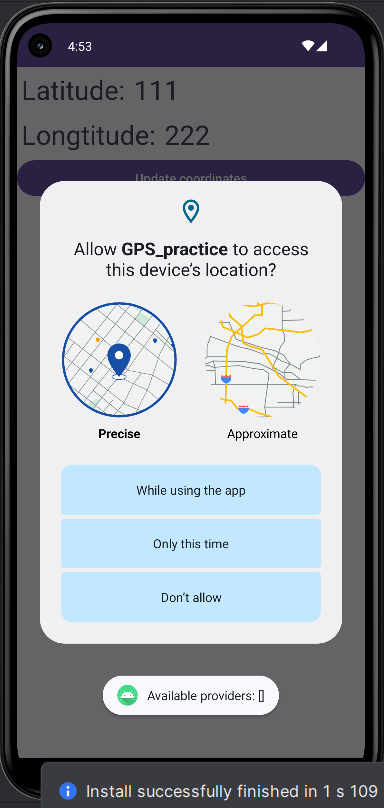 4:53
Latitude: 111
Longtitude: 222
Update coordinates
Allow GPS_practice to access
this device's location?
Precise
Approximate
While using the app
Only this time
Don't allow
Available providers: []
Install successfully finished in 1 s 109